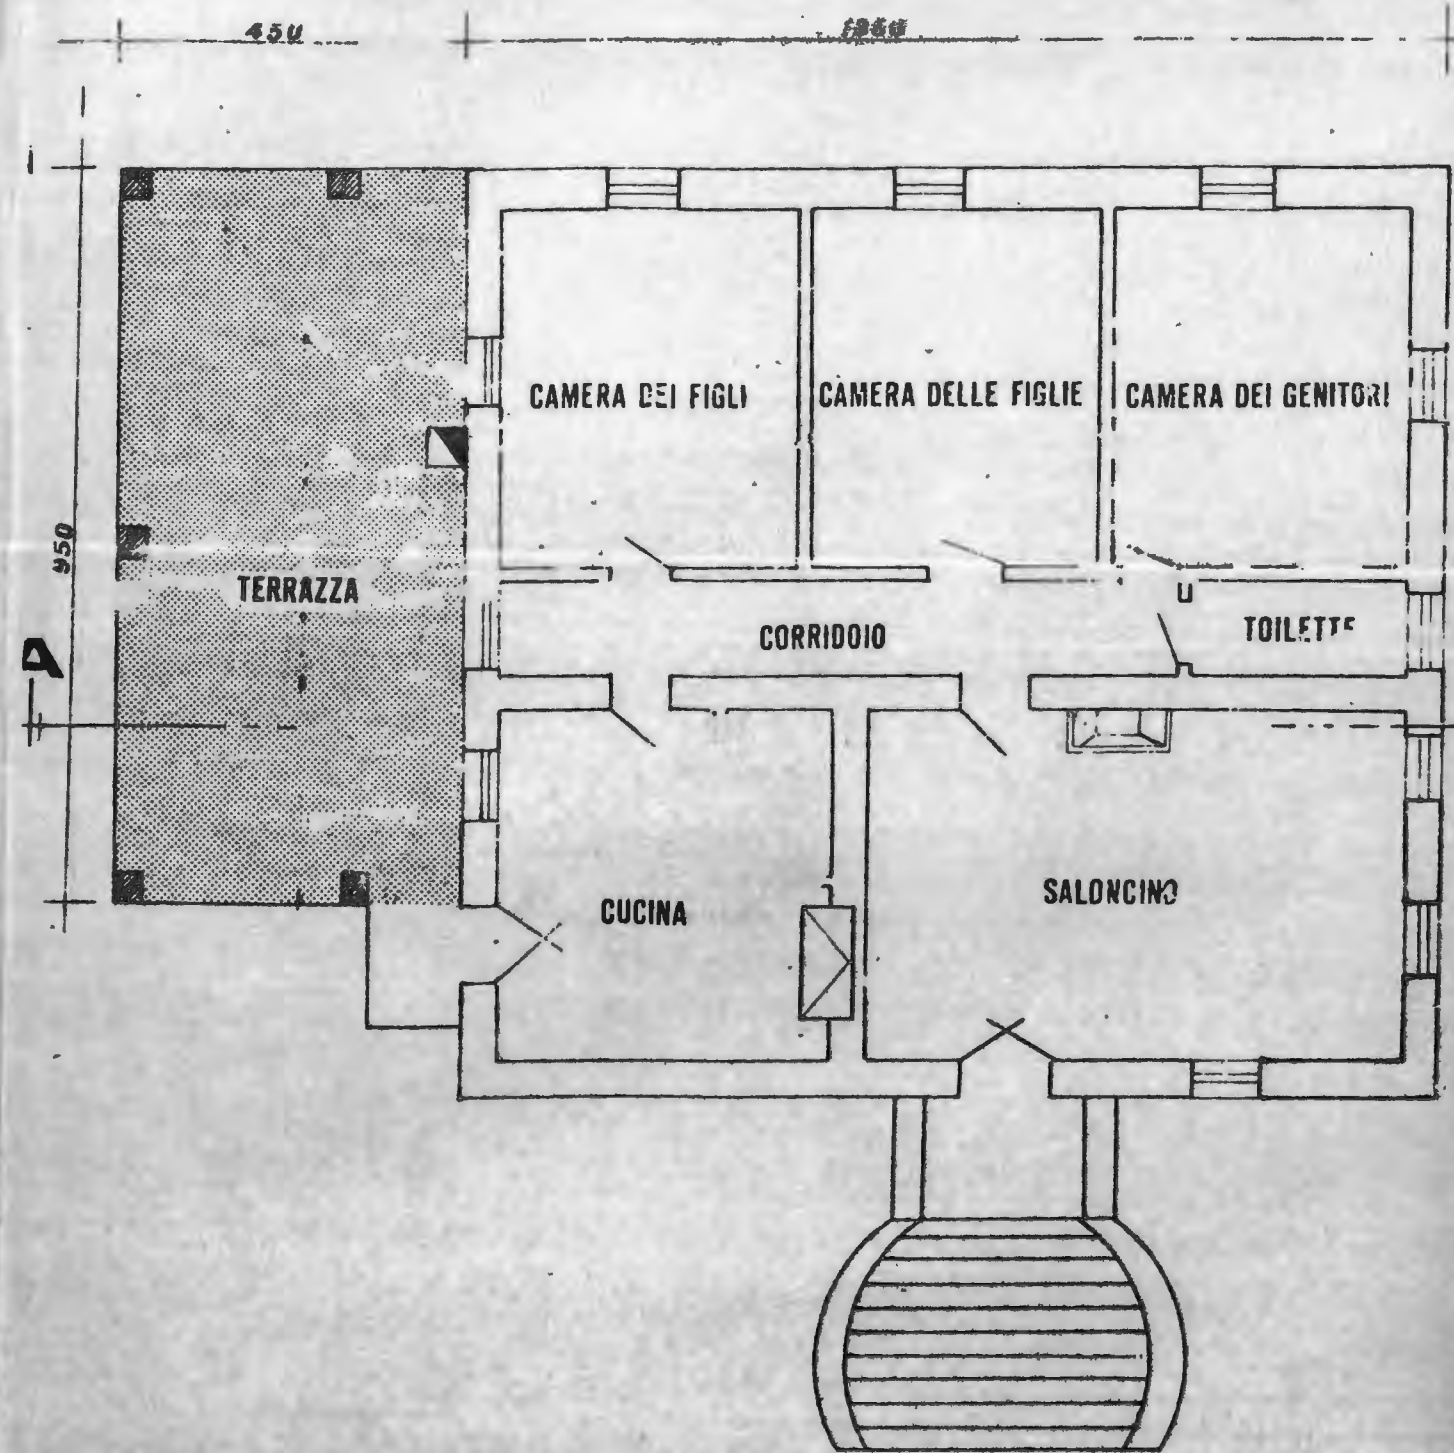 450
CAMERA DEI FIGLI
CAMERA DELLE FIGLIE
CAMERA DEI GENITORI
950
TERRAZZA
CORRIDOIO
TOILETTE
A
CUCINA
SALONCINO